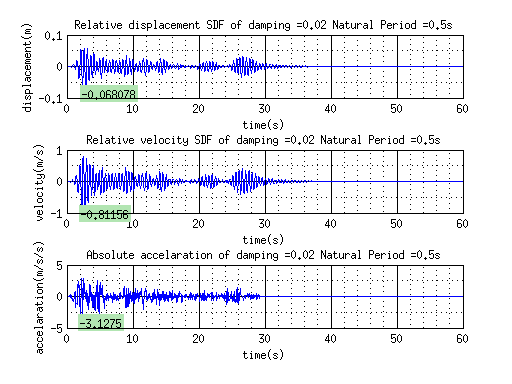 Relative displacement SDF of damping =0.02 Natural Period =0.5s
displacement(m)
0.1
0
-0.1
-0.068078
0 10 20 30 40 50 60
time(s)
Relative velocity SDF of damping =0.02 Natural Period =0.5s
velocity(m/s)
1
0
-1
-0.81156
0 10 20 30 40 50 60
time(s)
Absolute accelaration of damping =0.02 Natural Period =0.5s
accelaration(m/s/s)
5
0
-5
-3.1275
0 10 20 30 40 50 60
time(s)